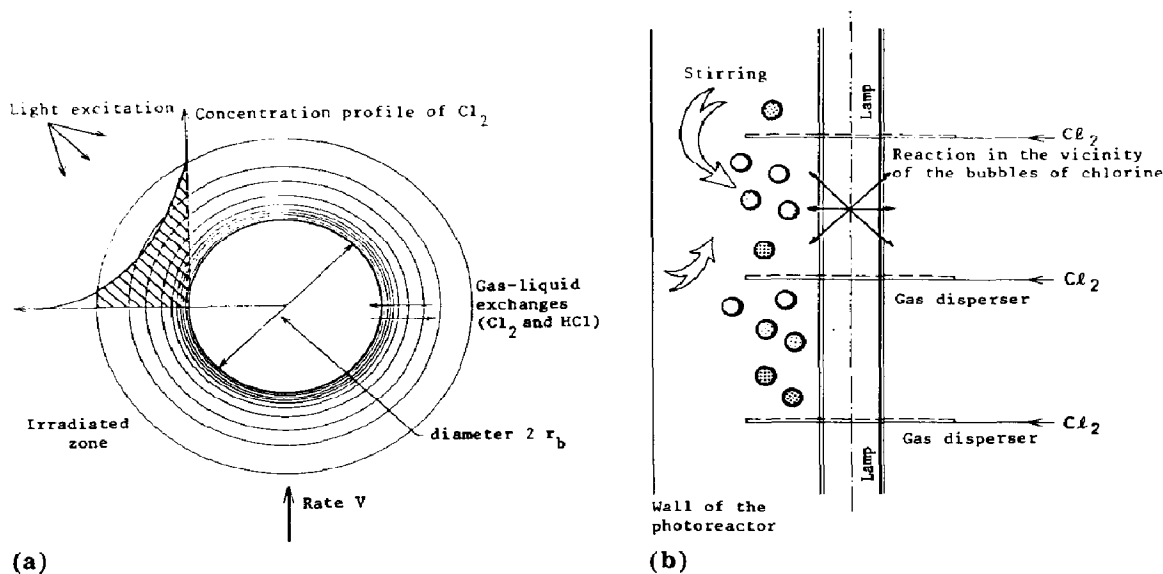 Light excitation
Concentration profile of Cl2
Gas-liquid
exchanges
(Cl2 and HCl)
Irradiated
zone
diameter 2 rb
Rate V
(a)
Stirring
Lamp
Cℓ2
Reaction in the vicinity
of the bubbles of chlorine
Cℓ2
Gas disperser
Cℓ2
Gas disperser
Lamp
Wall of the
photoreactor
(b)